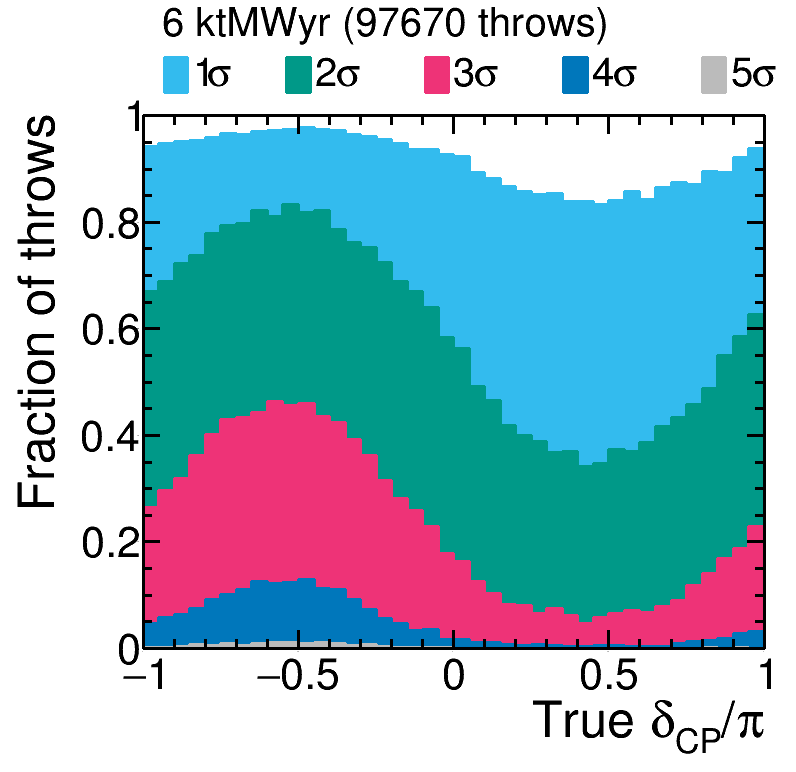 6 ktMWyr (97670 throws)
1σ 2σ 3σ 4σ 5σ
Fraction of throws
1
0.8
0.6
0.4
0.2
0
−1 −0.5 0 0.5 1
True δCP/π